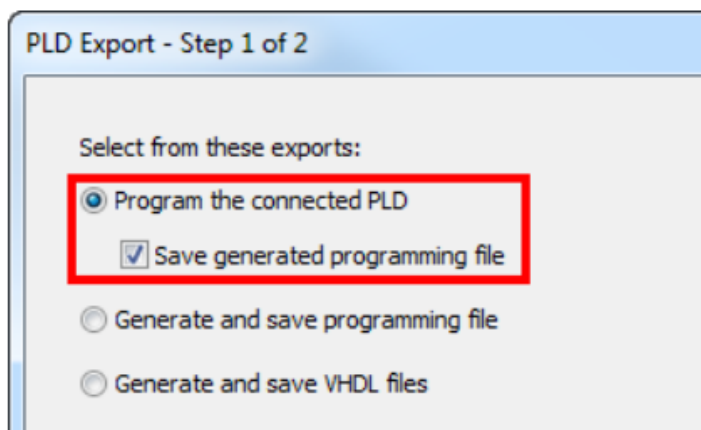 PLD Export - Step 1 of 2
Select from these exports:
Program the connected PLD
Save generated programming file
Generate and save programming file
Generate and save VHDL files